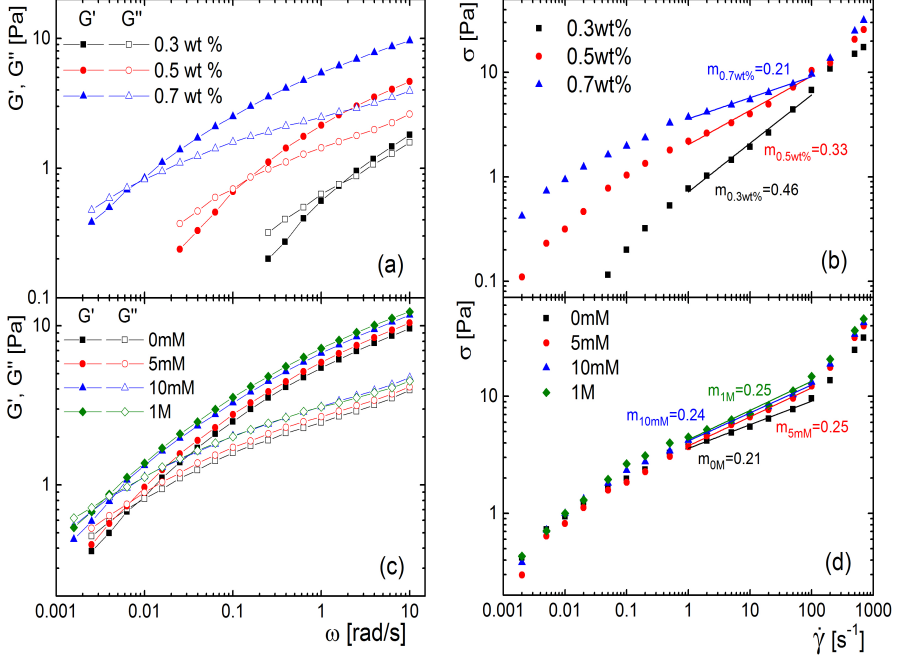 G', G'' [Pa]
10
1
0.1
G' G''
0.3 wt %
0.5 wt %
0.7 wt %
(a)
σ [Pa]
10
1
0.1
0.3wt%
0.5wt%
0.7wt%
m0.7wt%=0.21
m0.5wt%=0.33
m0.3wt%=0.46
(b)
G', G'' [Pa]
10
1
0.1
G' G''
0mM
5mM
10mM
1M
(c)
0.001 0.01 0.1 1 10
ω [rad/s]
σ [Pa]
10
1
0mM
5mM
10mM
1M
m1M=0.25
m10mM=0.24
m5mM=0.25
m0M=0.21
(d)
0.001 0.01 0.1 1 10 100 1000
γ̇ [s⁻¹]